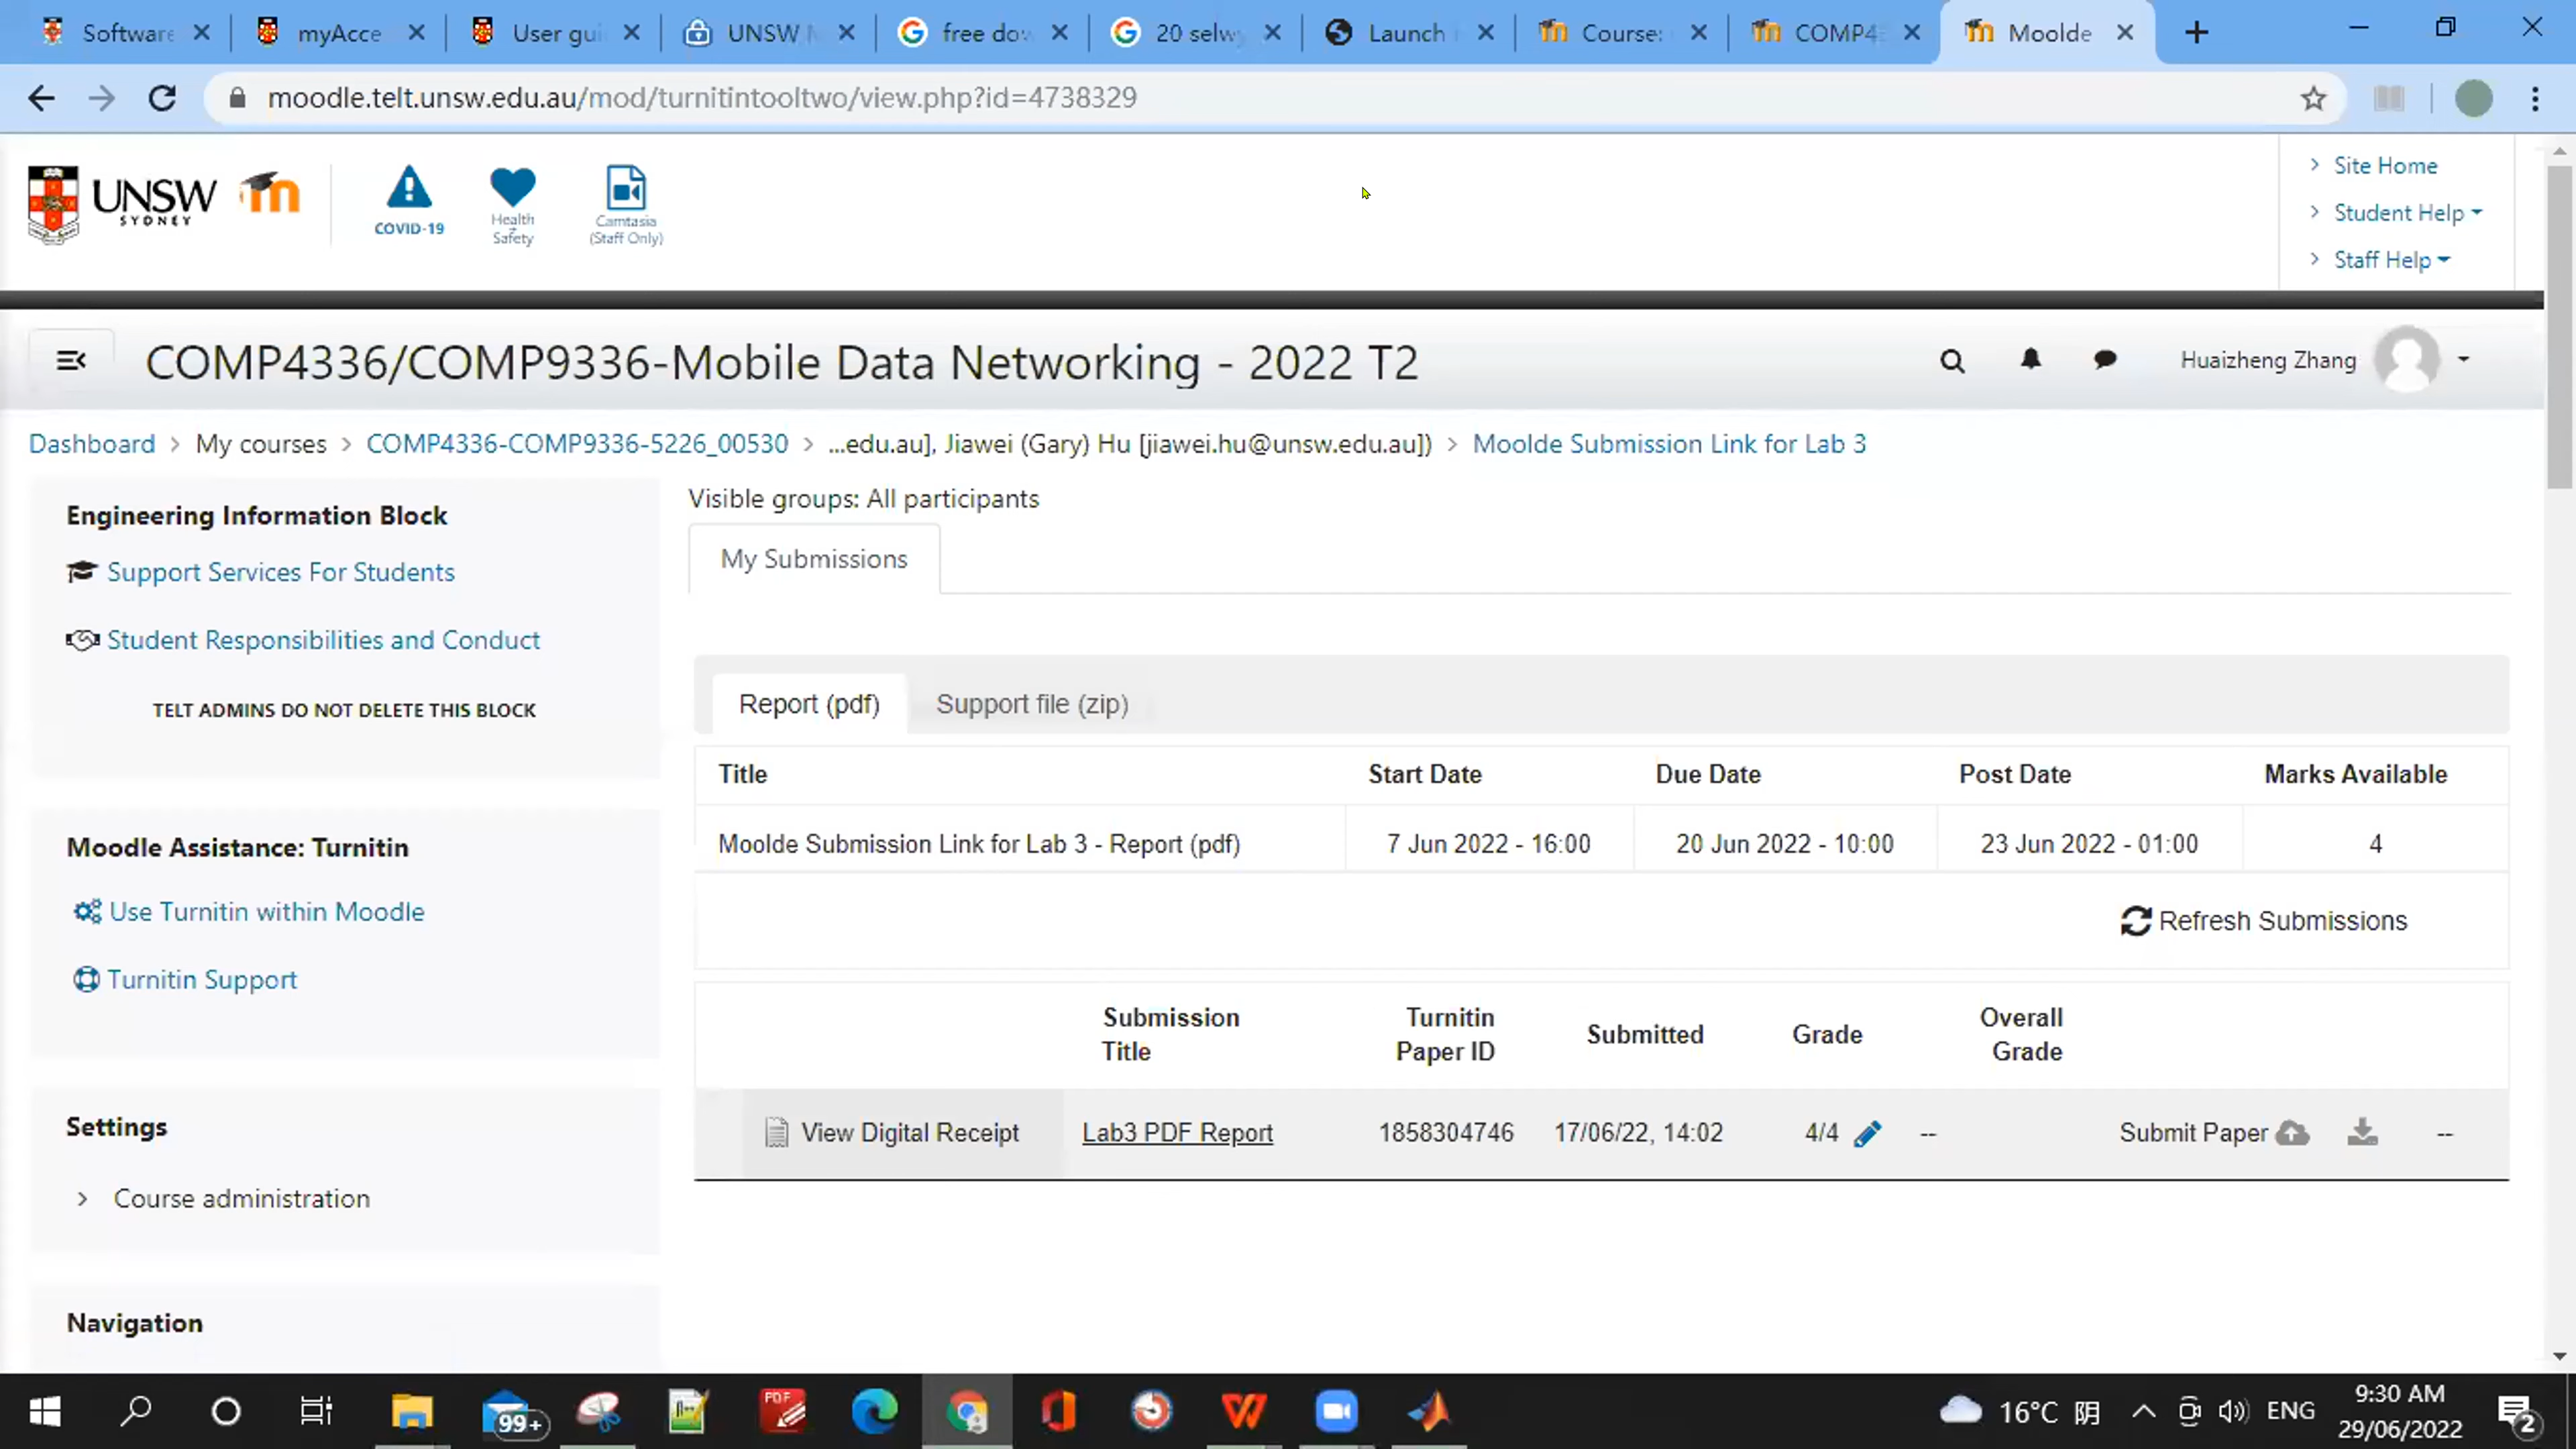 Software
myAcce
User gui
UNSW
free dow
20 selwy
Launch
Course:
COMP43
Moolde
moodle.telt.unsw.edu.au/mod/turnitintooltwo/view.php?id=4738329
UNSW
SYDNEY
COVID-19
Health
+
Safety
Camtasia
(Staff Only)
Site Home
Student Help
Staff Help
COMP4336/COMP9336-Mobile Data Networking - 2022 T2
Huaizheng Zhang
Dashboard > My courses > COMP4336-COMP9336-5226_00530 > ...edu.au], Jiawei (Gary) Hu [jiawei.hu@unsw.edu.au]) > Moolde Submission Link for Lab 3
Engineering Information Block
Support Services For Students
Student Responsibilities and Conduct
TELT ADMINS DO NOT DELETE THIS BLOCK
Moodle Assistance: Turnitin
Use Turnitin within Moodle
Turnitin Support
Settings
Course administration
Navigation
Visible groups: All participants
My Submissions
Report (pdf) Support file (zip)
Title Start Date Due Date Post Date Marks Available
Moolde Submission Link for Lab 3 - Report (pdf) 7 Jun 2022 - 16:00 20 Jun 2022 - 10:00 23 Jun 2022 - 01:00 4
Refresh Submissions
Submission Title Turnitin Paper ID Submitted Grade Overall Grade
View Digital Receipt Lab3 PDF Report 1858304746 17/06/22, 14:02 4/4 -- Submit Paper --
99+
PDF
16°C 阴
ENG
9:30 AM
29/06/2022
2